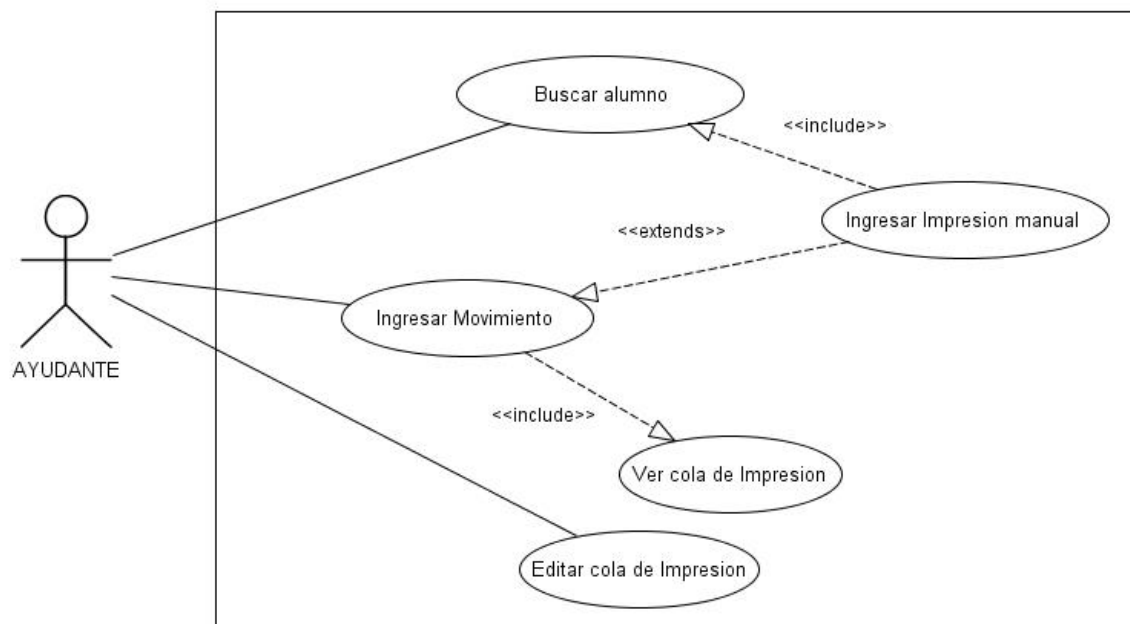 Buscar alumno
<<include>>
Ingresar Impresion manual
<<extends>>
Ingresar Movimiento
AYUDANTE
<<include>>
Ver cola de Impresion
Editar cola de Impresion